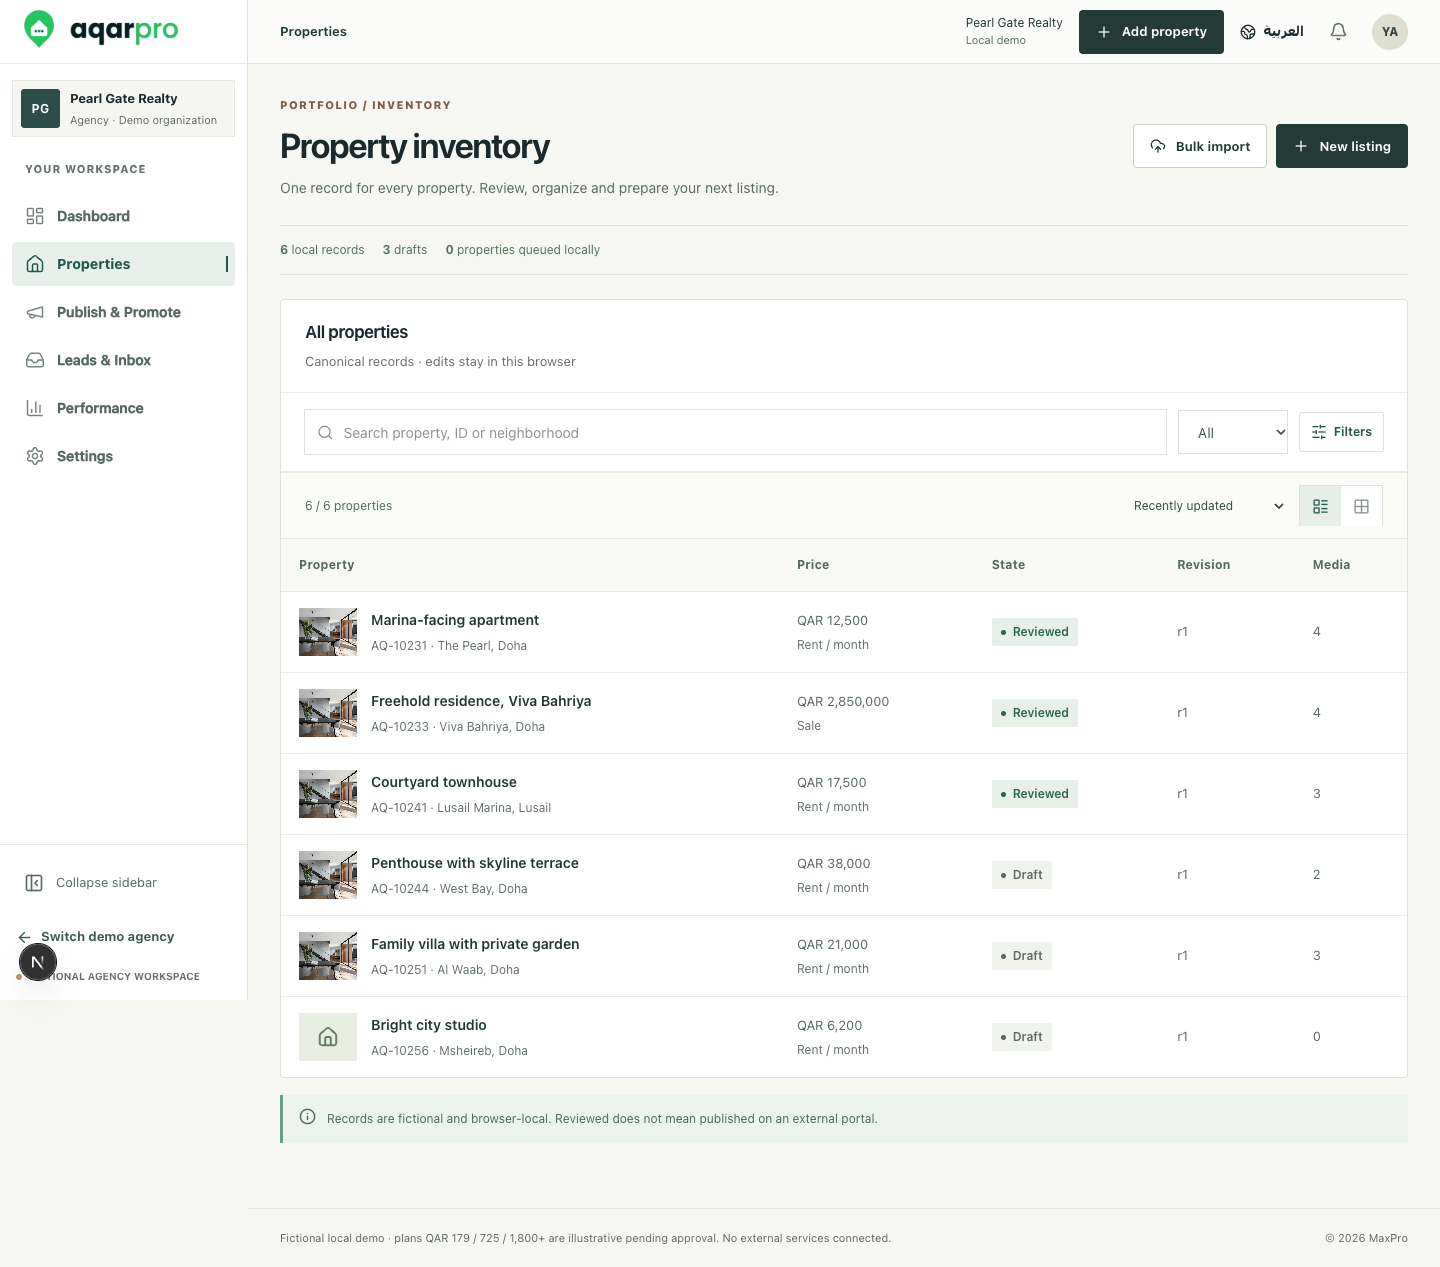 aqarpro
Properties
Pearl Gate Realty
Local demo
Add property
العربية
YA
PG
Pearl Gate Realty
Agency · Demo organization
YOUR WORKSPACE
Dashboard
Properties
Publish & Promote
Leads & Inbox
Performance
Settings
Collapse sidebar
Switch demo agency
N
AGENCY WORKSPACE
PORTFOLIO / INVENTORY
Property inventory
One record for every property. Review, organize and prepare your next listing.
Bulk import
New listing
6 local records 3 drafts 0 properties queued locally
All properties
Canonical records · edits stay in this browser
Search property, ID or neighborhood
All
Filters
6 / 6 properties
Recently updated
Property Price State Revision Media
Marina-facing apartment
AQ-10231 · The Pearl, Doha
QAR 12,500
Rent / month
Reviewed
r1
4
Freehold residence, Viva Bahriya
AQ-10233 · Viva Bahriya, Doha
QAR 2,850,000
Sale
Reviewed
r1
4
Courtyard townhouse
AQ-10241 · Lusail Marina, Lusail
QAR 17,500
Rent / month
Reviewed
r1
3
Penthouse with skyline terrace
AQ-10244 · West Bay, Doha
QAR 38,000
Rent / month
Draft
r1
2
Family villa with private garden
AQ-10251 · Al Waab, Doha
QAR 21,000
Rent / month
Draft
r1
3
Bright city studio
AQ-10256 · Msheireb, Doha
QAR 6,200
Rent / month
Draft
r1
0
Records are fictional and browser-local. Reviewed does not mean published on an external portal.
Fictional local demo · plans QAR 179 / 725 / 1,800+ are illustrative pending approval. No external services connected.
© 2026 MaxPro